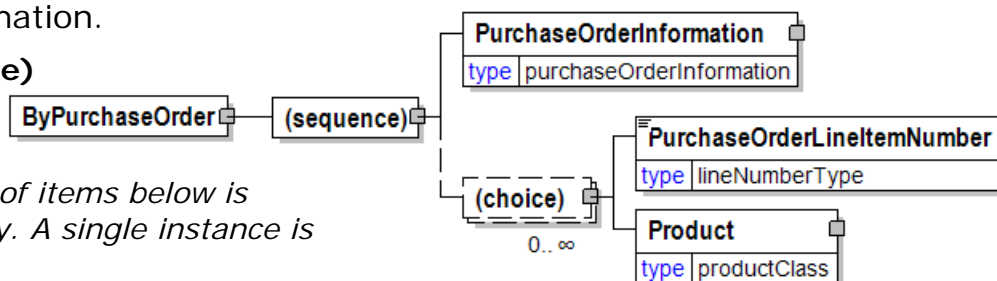 nation.
PurchaseOrderInformation
type purchaseOrderInformation
e)
ByPurchaseOrder
(sequence)
PurchaseOrderLineItemNumber
type lineNumberType
of items below is
y. A single instance is
(choice)
0.. ∞
Product
type productClass